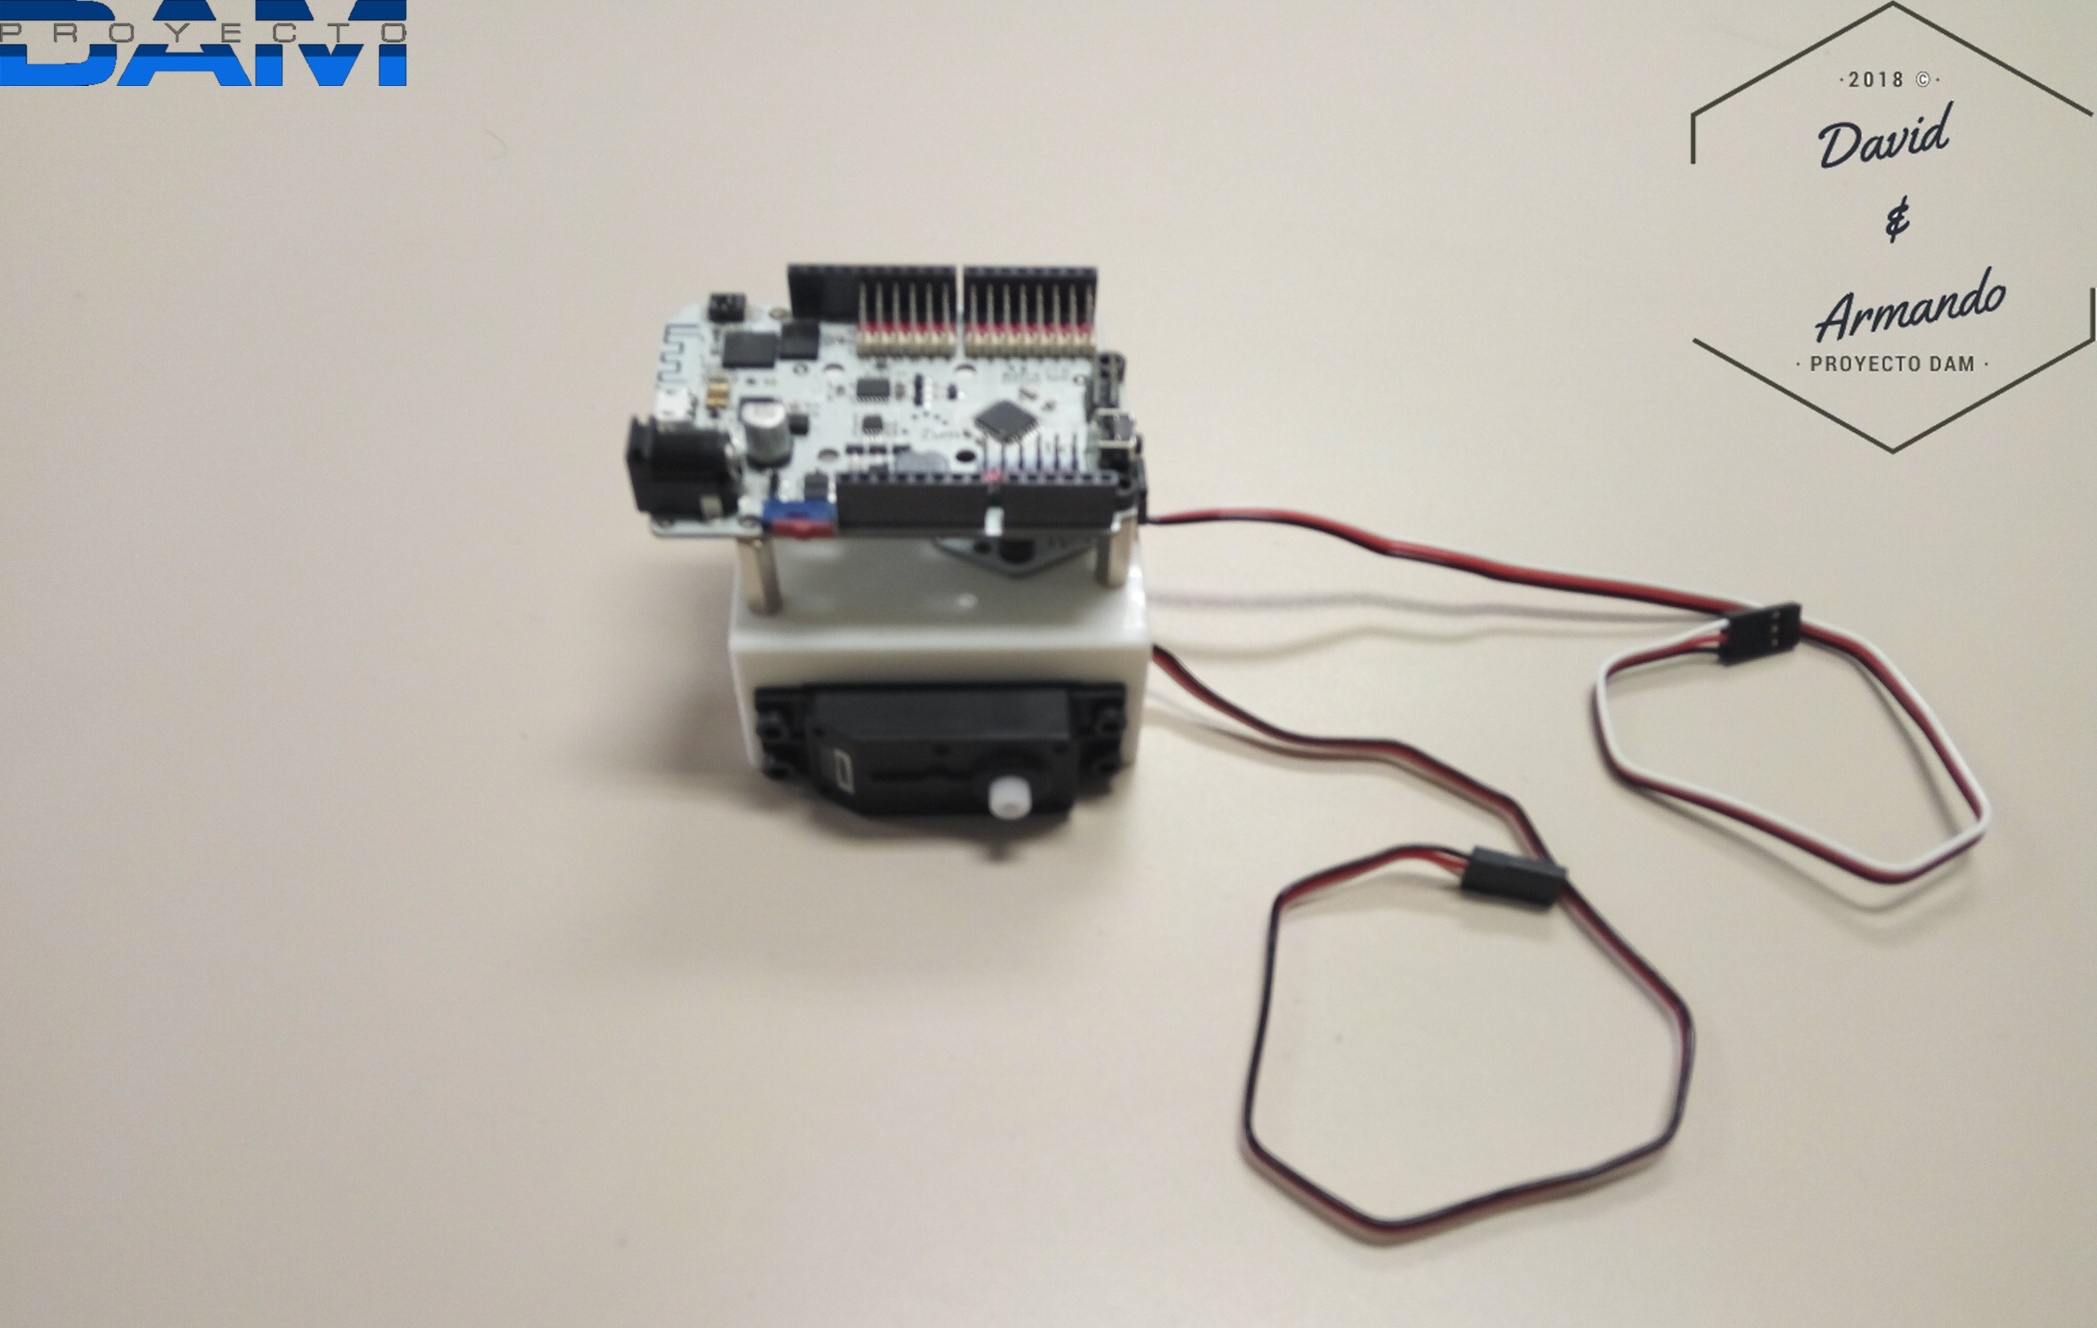 PROYECTO
DAM
·2018 ©·
David
&
Armando
· PROYECTO DAM ·